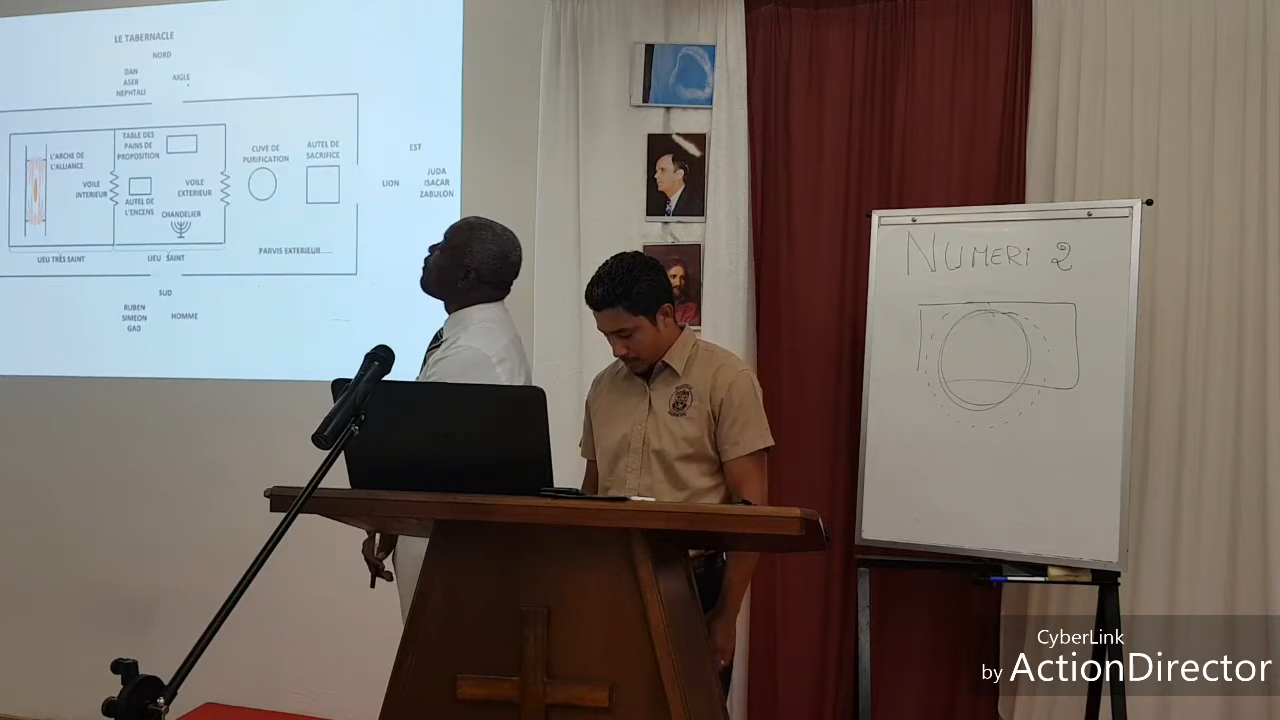 LE TABERNACLE
NORD
DAN
ASER
NEPHTALI
AIGLE
L'ARCHE DE
L'ALLIANCE
TABLE DES
PAINS DE
PROPOSITION
VOILE
INTERIEUR
AUTEL DE
L'ENCENS
VOILE
EXTERIEUR
CHANDELIER
CUVE DE
PURIFICATION
AUTEL DE
SACRIFICE
EST
LION
JUDA
ISACAR
ZABULON
LIEU TRÈS SAINT
LIEU SAINT
PARVIS EXTERIEUR
SUD
RUBEN
SIMEON
GAD
HOMME
NUMERI 2
CyberLink
by ActionDirector